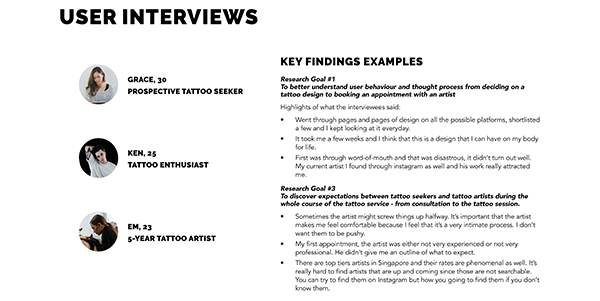 USER INTERVIEWS
GRACE, 30
PROSPECTIVE TATTOO SEEKER
KEN, 25
TATTOO ENTHUSIAST
EM, 23
5-YEAR TATTOO ARTIST
KEY FINDINGS EXAMPLES
Research Goal #1
To better understand user behaviour and thought process from deciding on a
tattoo design to booking an appointment with an artist
Highlights of what the interviewees said:
• Went through pages and pages of design on all the possible platforms, shortlisted
a few and I kept looking at it everyday.
• It took me a few weeks and I think that this is a design that I can have on my body
for life.
• First was through word-of-mouth and that was disastrous, it didn't turn out well.
My current artist I found through instagram as well and his work really attracted
me.
Research Goal #3
To discover expectations between tattoo seekers and tattoo artists during the
whole course of the tattoo service - from consultation to the tattoo session.
• Sometimes the artist might screw things up halfway. It's important that the artist
makes me feel comfortable because I feel that it's a very intimate process. I don't
want them to be pushy.
• My first appointment, the artist was either not very experienced or not very
professional. He didn't give me an outline of what to expect.
• There are top tiers artists in Singapore and their rates are phenomenal as well. It's
really hard to find artists that are up and coming since those are not searchable.
You can try to find them on Instagram but how you going to find them if you don't
know them.